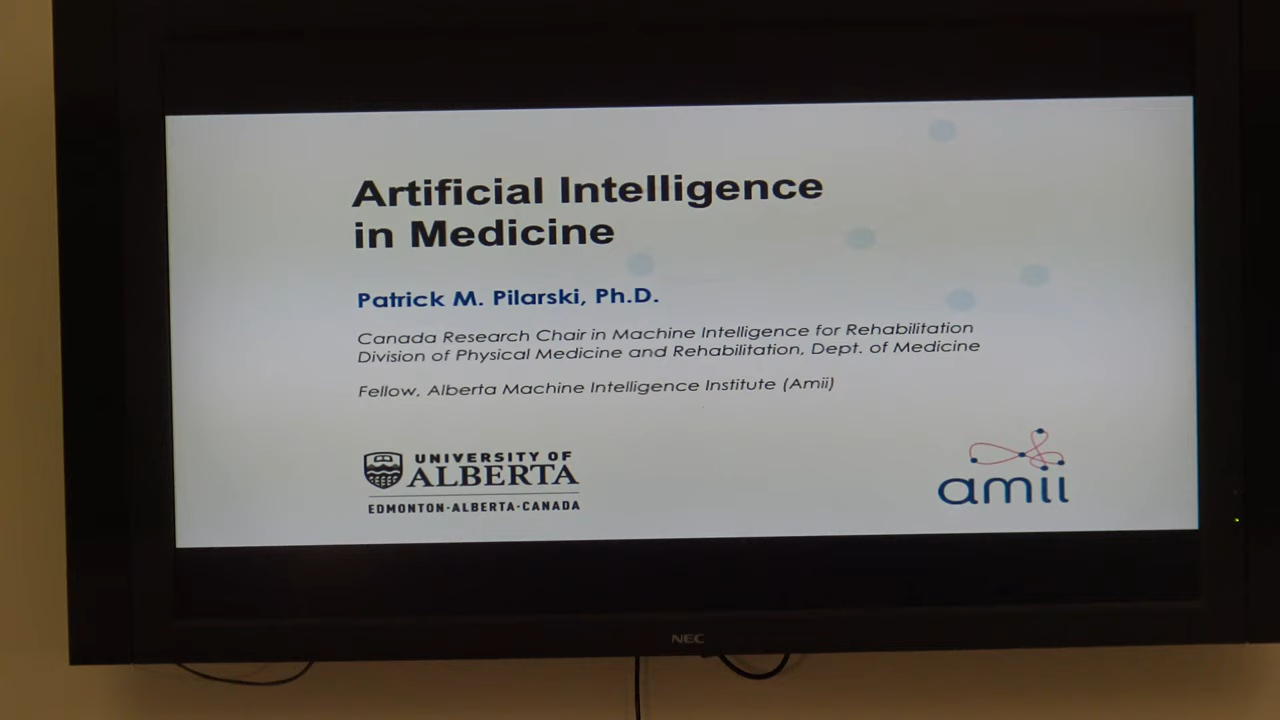 Artificial Intelligence
in Medicine
Patrick M. Pilarski, Ph.D.
Canada Research Chair in Machine Intelligence for Rehabilitation
Division of Physical Medicine and Rehabilitation, Dept. of Medicine
Fellow, Alberta Machine Intelligence Institute (Amii)
UNIVERSITY OF
ALBERTA
EDMONTON·ALBERTA·CANADA
amii
NEC